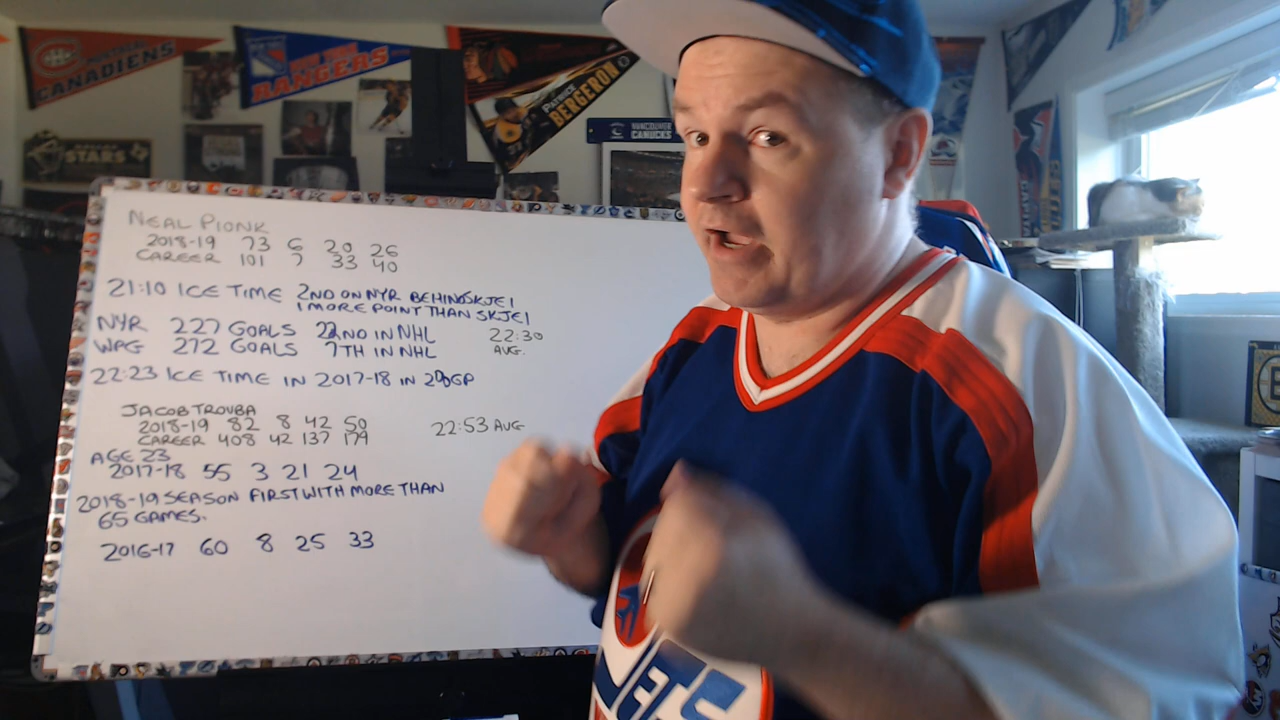 CANADIENS
NEW YORK
RANGERS
PATRICE
BERGERON
STARS
VANCOUVER
CANUCKS
NEAL PIONK
2018-19 73 6 20 26
CAREER 101 7 33 40
21:10 ICE TIME 2ND ON NYR BEHIND SKJEI
1 MORE POINT THAN SKJEI
NYR 227 GOALS 22ND IN NHL 22:30
WPG 272 GOALS 7TH IN NHL AVG.
22:23 ICE TIME IN 2017-18 IN 28GP
JACOB TROUBA
2018-19 82 8 42 50 22:53 AVG
CAREER 408 42 137 179
AGE 23
2017-18 55 3 21 24
2018-19 SEASON FIRST WITH MORE THAN
65 GAMES.
2016-17 60 8 25 33
JETS